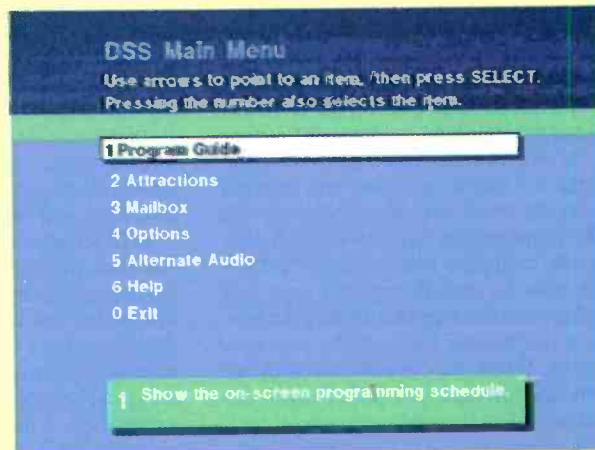 DSS Main Menu
Use arrows to point to an item, then press SELECT.
Pressing the number also selects the item.
1 Program Guide
2 Attractions
3 Mailbox
4 Options
5 Alternate Audio
6 Help
0 Exit
1 Show the on-screen programming schedule.